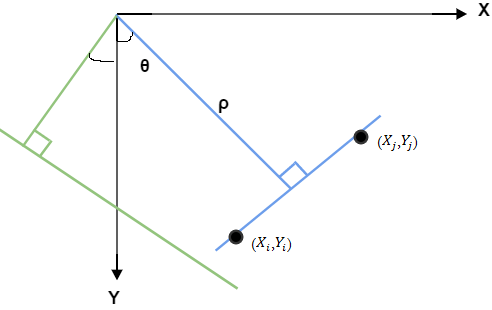 X
θ
ρ
(Xj,Yj)
(Xi,Yi)
Y